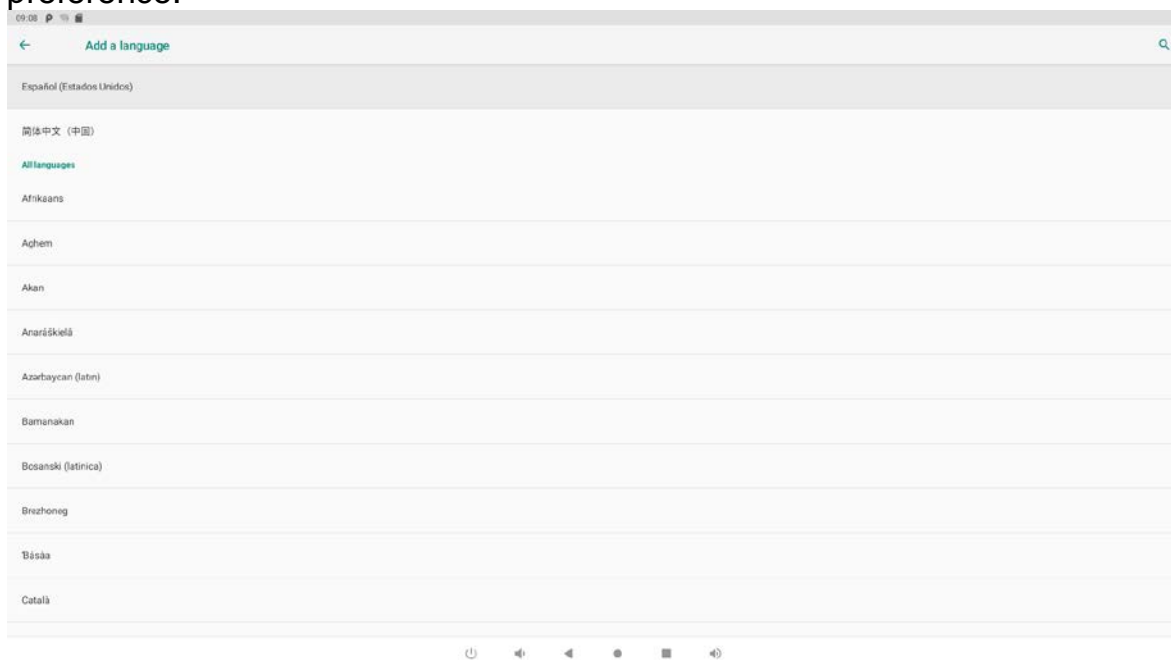 preference.
09:08
Add a language
Español (Estados Unidos)
简体中文（中国）
All languages
Afrikaans
Aghem
Akan
Anarâškielâ
Azərbaycan (latın)
Bamanakan
Bosanski (latinica)
Brezhoneg
Ɓàsàa
Català